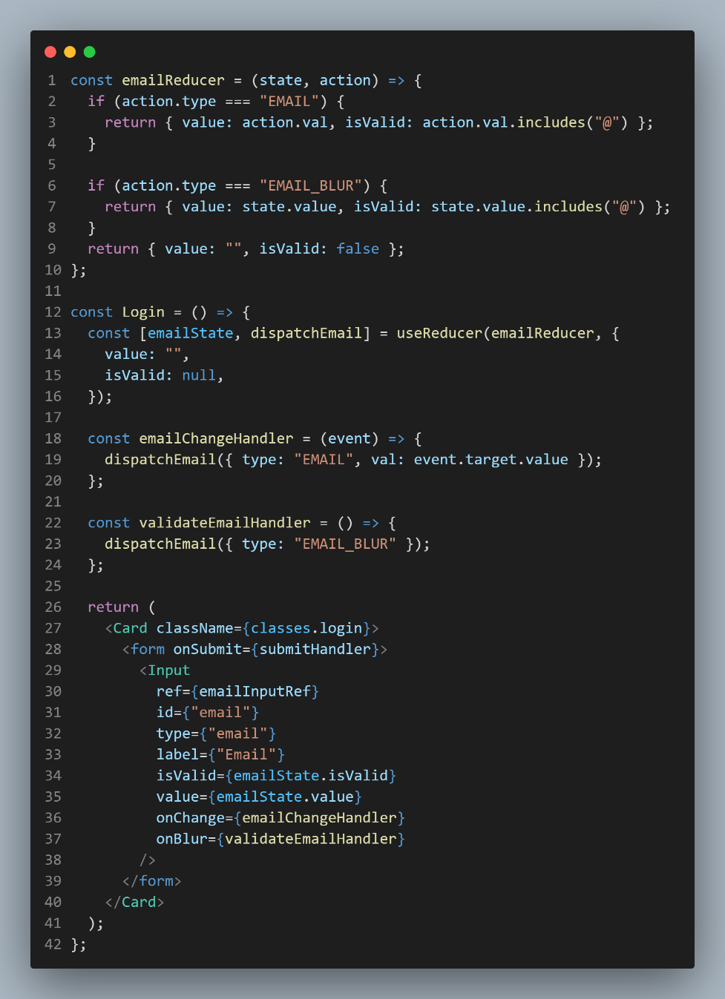 1 const emailReducer = (state, action) => {
2   if (action.type === "EMAIL") {
3     return { value: action.val, isValid: action.val.includes("@") };
4   }
5
6   if (action.type === "EMAIL_BLUR") {
7     return { value: state.value, isValid: state.value.includes("@") };
8   }
9   return { value: "", isValid: false };
10 };
11
12 const Login = () => {
13   const [emailState, dispatchEmail] = useReducer(emailReducer, {
14     value: "",
15     isValid: null,
16   });
17
18   const emailChangeHandler = (event) => {
19     dispatchEmail({ type: "EMAIL", val: event.target.value });
20   };
21
22   const validateEmailHandler = () => {
23     dispatchEmail({ type: "EMAIL_BLUR" });
24   };
25
26   return (
27     <Card className={classes.login}>
28       <form onSubmit={submitHandler}>
29         <Input
30           ref={emailInputRef}
31           id={"email"}
32           type={"email"}
33           label={"Email"}
34           isValid={emailState.isValid}
35           value={emailState.value}
36           onChange={emailChangeHandler}
37           onBlur={validateEmailHandler}
38         />
39       </form>
40     </Card>
41   );
42 };